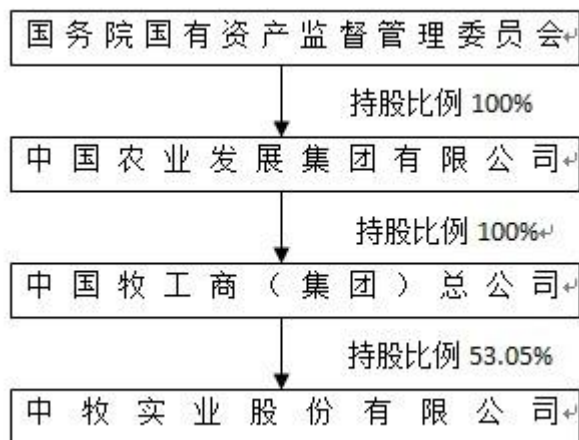 国务院国有资产监督管理委员会
持股比例 100%
中国农业发展集团有限公司
持股比例 100%
中国牧工商（集团）总公司
持股比例 53.05%
中牧实业股份有限公司